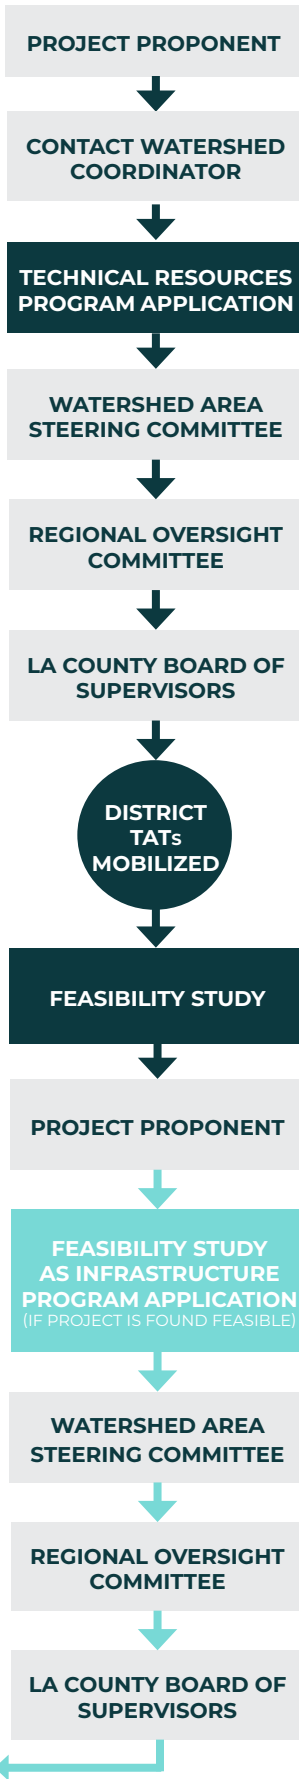 PROJECT PROPONENT
CONTACT WATERSHED
COORDINATOR
TECHNICAL RESOURCES
PROGRAM APPLICATION
WATERSHED AREA
STEERING COMMITTEE
REGIONAL OVERSIGHT
COMMITTEE
LA COUNTY BOARD OF
SUPERVISORS
DISTRICT
TATs
MOBILIZED
FEASIBILITY STUDY
PROJECT PROPONENT
FEASIBILITY STUDY
AS INFRASTRUCTURE
PROGRAM APPLICATION
(IF PROJECT IS FOUND FEASIBLE)
WATERSHED AREA
STEERING COMMITTEE
REGIONAL OVERSIGHT
COMMITTEE
LA COUNTY BOARD OF
SUPERVISORS